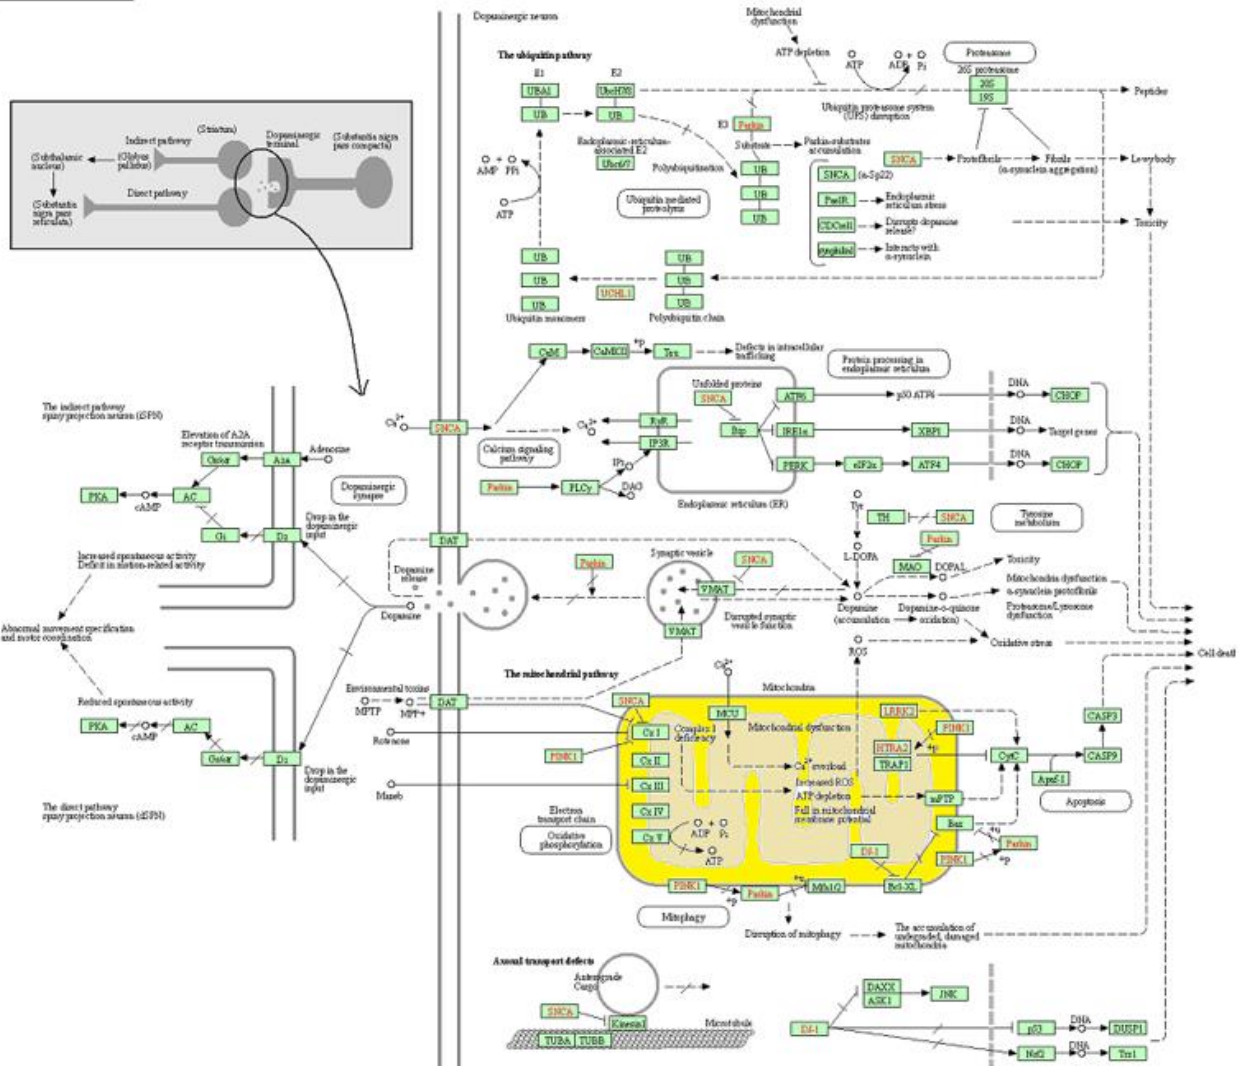 Dopaminergic neuron
Mitochondrial
dysfunction
ATP depletion
ATP
ADP
Pi
Proteasome
26S proteasome
20S
19S
Peptides
The ubiquitin pathway
E1
E2
UBA1
UbcH7/8
UB
UB
Endoplasmic-reticulum-
associated E2
Ubc6/7
E3
Parkin
Substrate
Ubiquitin proteasome system
(UPS) disruption
Parkin-substrates
accumulation
SNCA
Protofibrils
Fibrils
(α-synuclein aggregation)
Lewy body
AMP
PPi
ATP
Polyubiquitination
UB
UB
UB
Ubiquitin mediated
proteolysis
SNCA
(α-Sp22)
PaelR
Endoplasmic
reticulum stress
CDCrel1
Disrupts dopamine
release?
Interacts with
α-synuclein
Toxicity
UB
UB
UB
Ubiquitin monomers
UCHL1
UB
UB
UB
Polyubiquitin chain
(Striatum)
Indirect pathway
Dopaminergic
terminal
(Substantia nigra
pars compacta)
(Subthalamic
nucleus)
(Globus
pallidus)
Direct pathway
(Substantia
nigra pars
reticulata)
CaM
CaMKII
+p
Tau
Defects in intracellular
trafficking
Protein processing in
endoplasmic reticulum
Unfolded proteins
SNCA
ATF6
p50 ATF6
DNA
CHOP
Ca2+
SNCA
Ca2+
RyR
IP3R
Bip
IRE1α
XBP1
DNA
Target genes
Calcium signaling
pathway
IP3
DAG
Parkin
PLCγ
PERK
eIF2α
ATF4
DNA
CHOP
Endoplasmic reticulum (ER)
The indirect pathway
spiny projection neuron (iSPN)
Elevation of A2A
receptor transmission
Adenosine
A2A
PKA
cAMP
AC
Gi
D2
Drop in the
dopaminergic
input
Dopaminergic
synapse
Increased spontaneous activity
Deficit in motion-related activity
Abnormal movement specification
and motor coordination
Reduced spontaneous activity
PKA
cAMP
AC
D1
Drop in the
dopaminergic
input
The direct pathway
spiny projection neuron (dSPN)
DAT
Dopamine
release
Dopamine
Parkin
Synaptic vesicle
SNCA
VMAT
VMAT
Disrupted synaptic
vesicle function
Tyr
TH
SNCA
Tyrosine
metabolism
L-DOPA
Parkin
MAO
DOPAL
Toxicity
Dopamine
(accumulation
Dopamine-o-quinone
oxidation)
Mitochondria dysfunction
α-synuclein protofibrils
Proteasome/Lysosome
dysfunction
ROS
Oxidative stress
Cell death
The mitochondrial pathway
Environmental toxins
MPTP
MPP+
DAT
Rotenone
Maneb
Ca2+
Mitochondria
SNCA
PINK1
MCU
Cx I
Cx II
Cx III
Cx IV
Cx V
Complex I
deficiency
Mitochondrial dysfunction
Ca2+ overload
Increased ROS
ATP depletion
Fall in mitochondrial
membrane potential
ADP
Pi
ATP
LRRK2
PINK1
HTRA2
+p
TRAP1
CytC
CASP3
CASP9
Apaf-1
Apoptosis
mPTP
Bax
DJ-1
PINK1
+p
+u
Parkin
Bcl-XL
Electron
transport chain
Oxidative
phosphorylation
PINK1
+p
Parkin
+u
Mitophagy
Disruption of mitophagy
The accumulation of
undegraded, damaged
mitochondria
Axonal transport defects
Anterograde
Cargo
SNCA
Kinesin1
TUBA
TUBB
Microtubule
DJ-1
DAXX
ASK1
JNK
p53
DNA
DUSP1
Nrf2
DNA